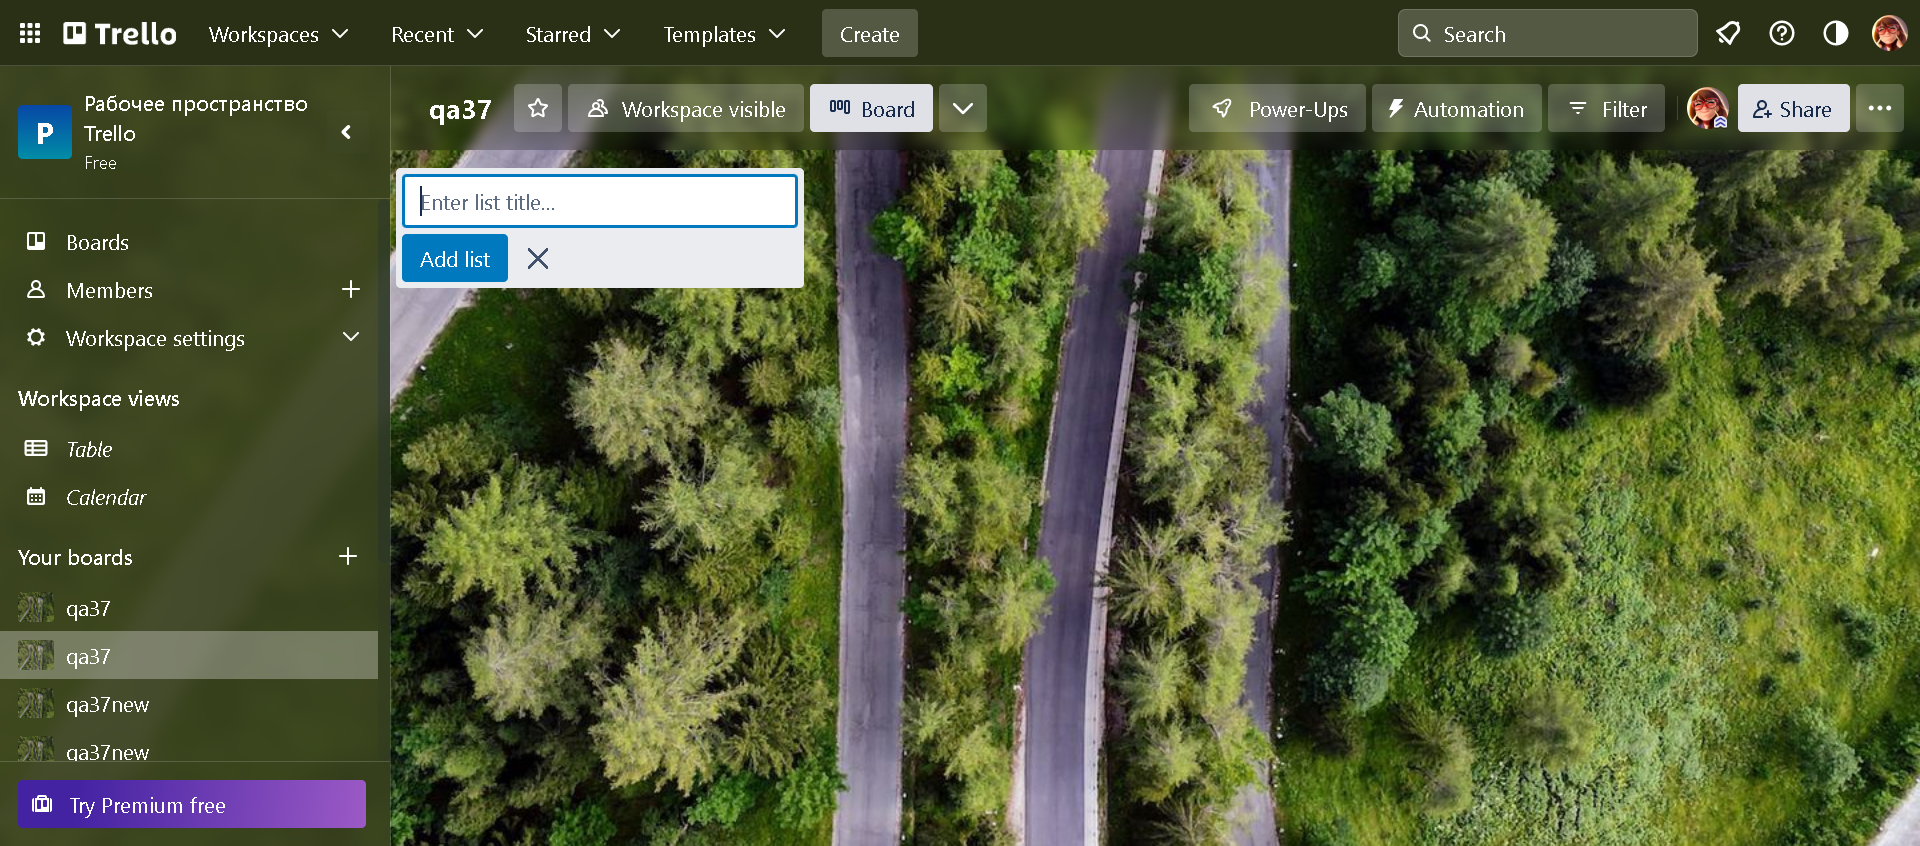 Trello
Workspaces
Recent
Starred
Templates
Create
Search
Рабочее пространство
Trello
Free
P
qa37
Workspace visible
Board
Power-Ups
Automation
Filter
Share
Enter list title...
Add list
Boards
Members
Workspace settings
Workspace views
Table
Calendar
Your boards
qa37
qa37
qa37new
qa37new
Try Premium free